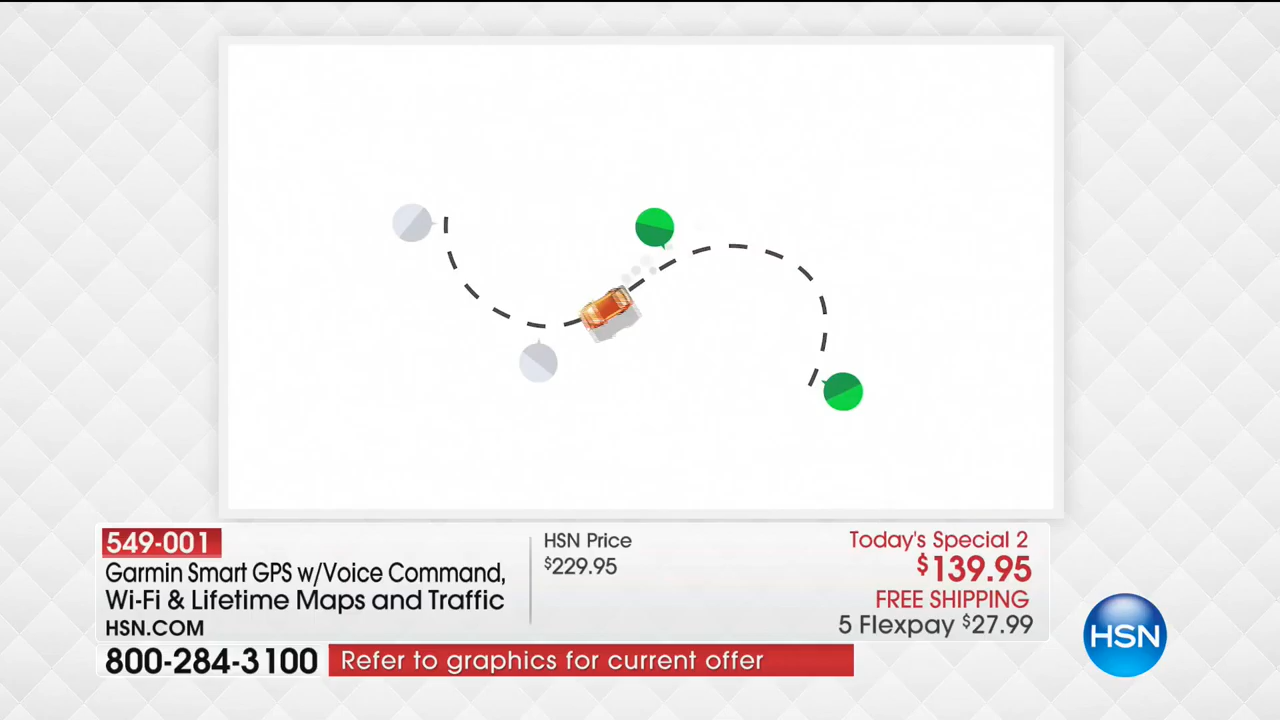 549-001
Garmin Smart GPS w/Voice Command,
Wi-Fi & Lifetime Maps and Traffic
HSN.COM
HSN Price
$229.95
Today's Special 2
$139.95
FREE SHIPPING
5 Flexpay $27.99
800-284-3100
Refer to graphics for current offer
HSN